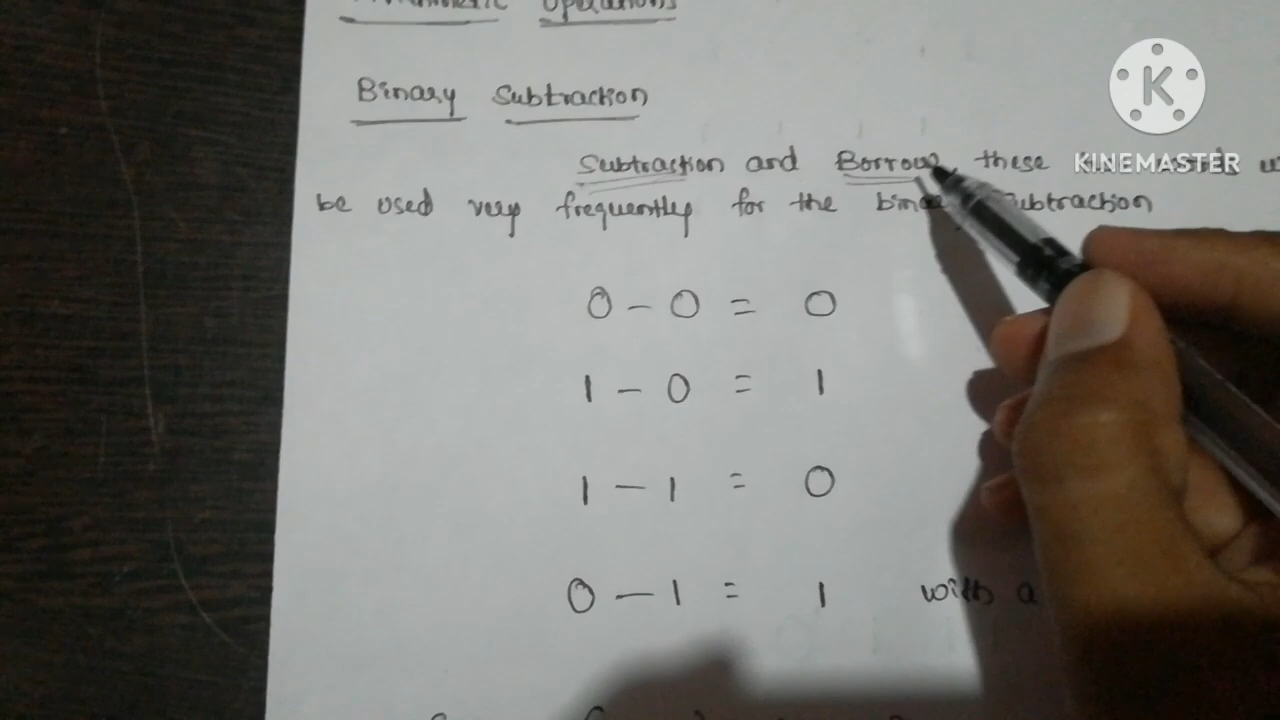 Operations
Binary Subtraction
Subtraction and Borrow, these
be used very frequently for the subtraction
0 - 0 = 0
1 - 0 = 1
1 - 1 = 0
0 - 1 = 1 with a
K
KINEMASTER